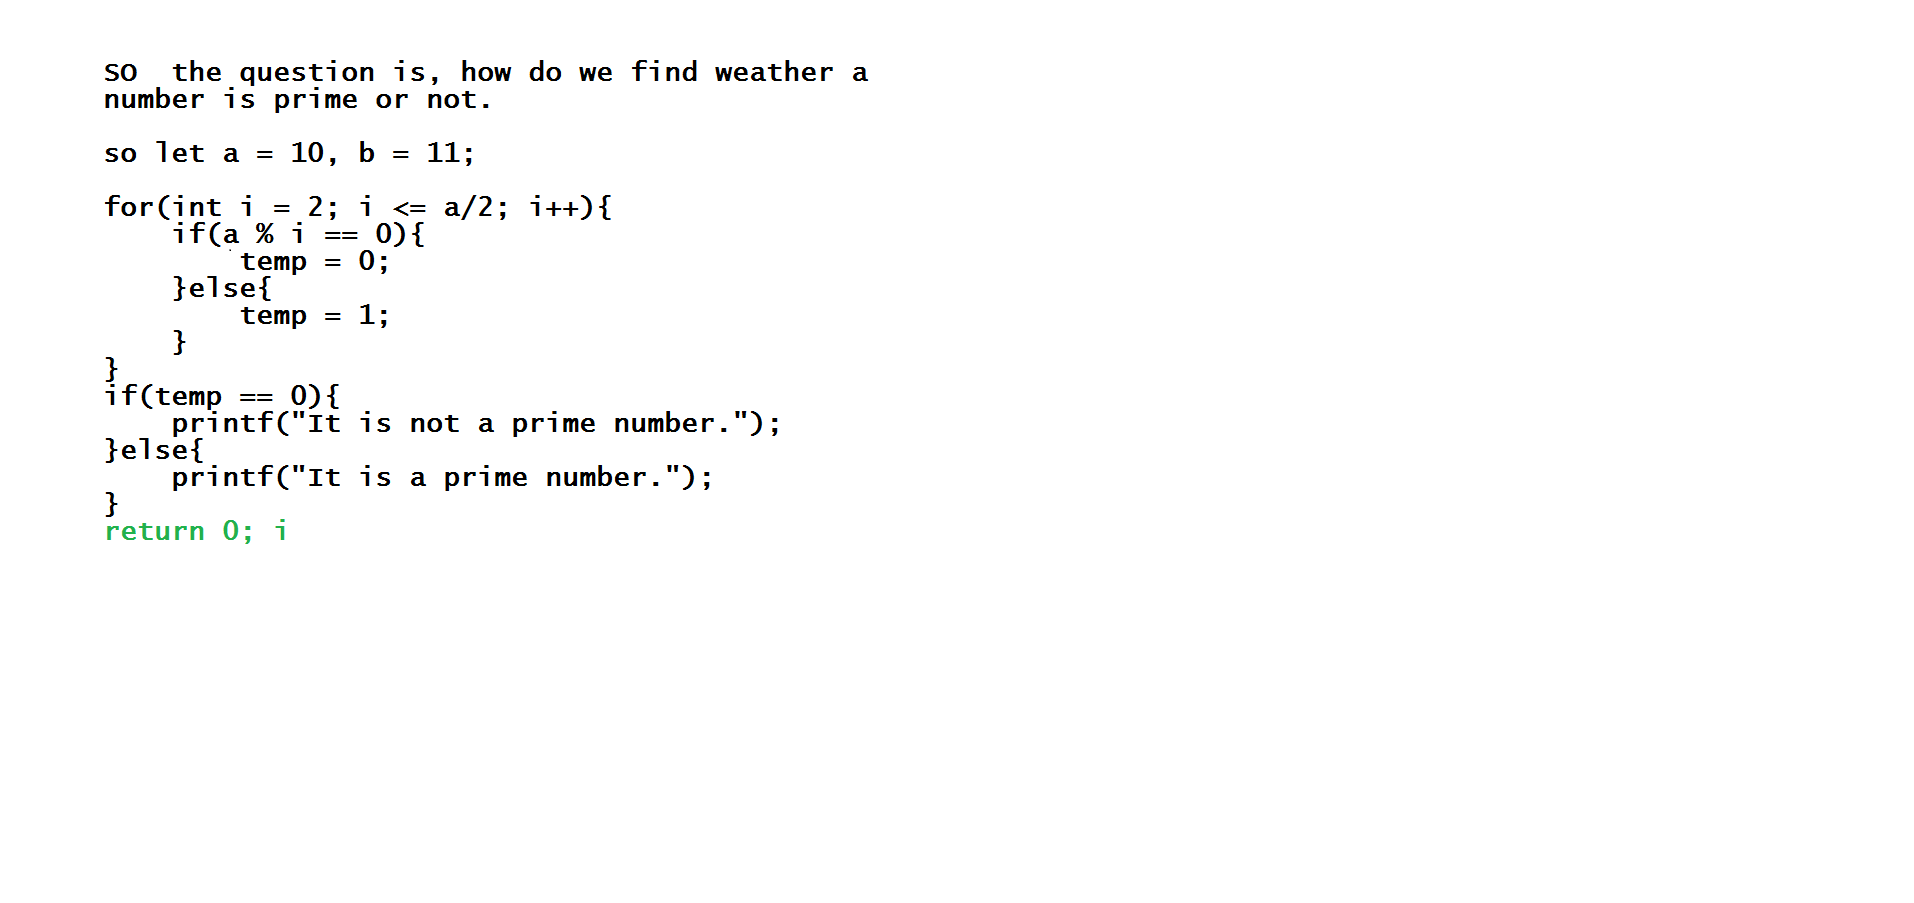 SO  the question is, how do we find weather a
number is prime or not.

so let a = 10, b = 11;

for(int i = 2; i <= a/2; i++){
    if(a % i == 0){
        temp = 0;
    }else{
        temp = 1;
    }
}
if(temp == 0){
    printf("It is not a prime number.");
}else{
    printf("It is a prime number.");
}
return 0; i